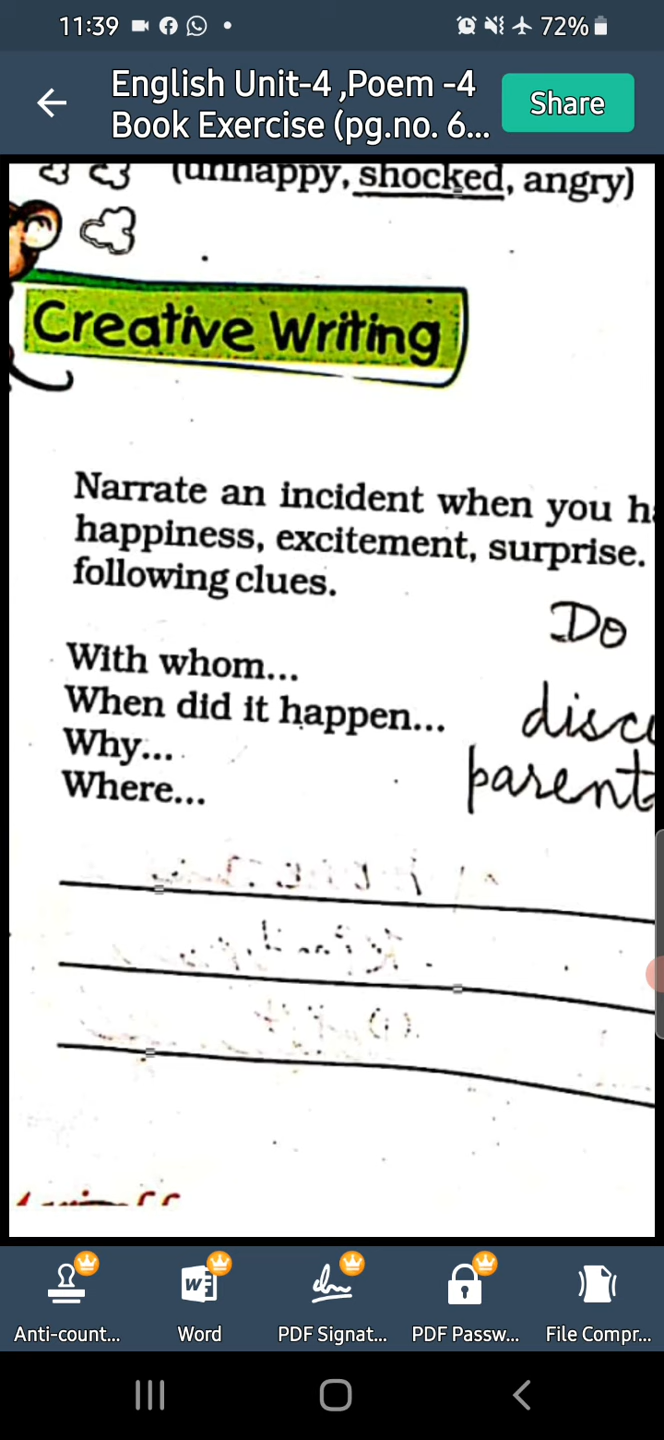 11:39
72%
English Unit-4 ,Poem -4
Book Exercise (pg.no. 6...
Share
(unhappy, shocked, angry)
Creative Writing
Narrate an incident when you
happiness, excitement, surprise.
following clues.
Do
With whom...
When did it happen...
Why...
Where...
Anti-count...
Word
PDF Signat...
PDF Passw...
File Compr...